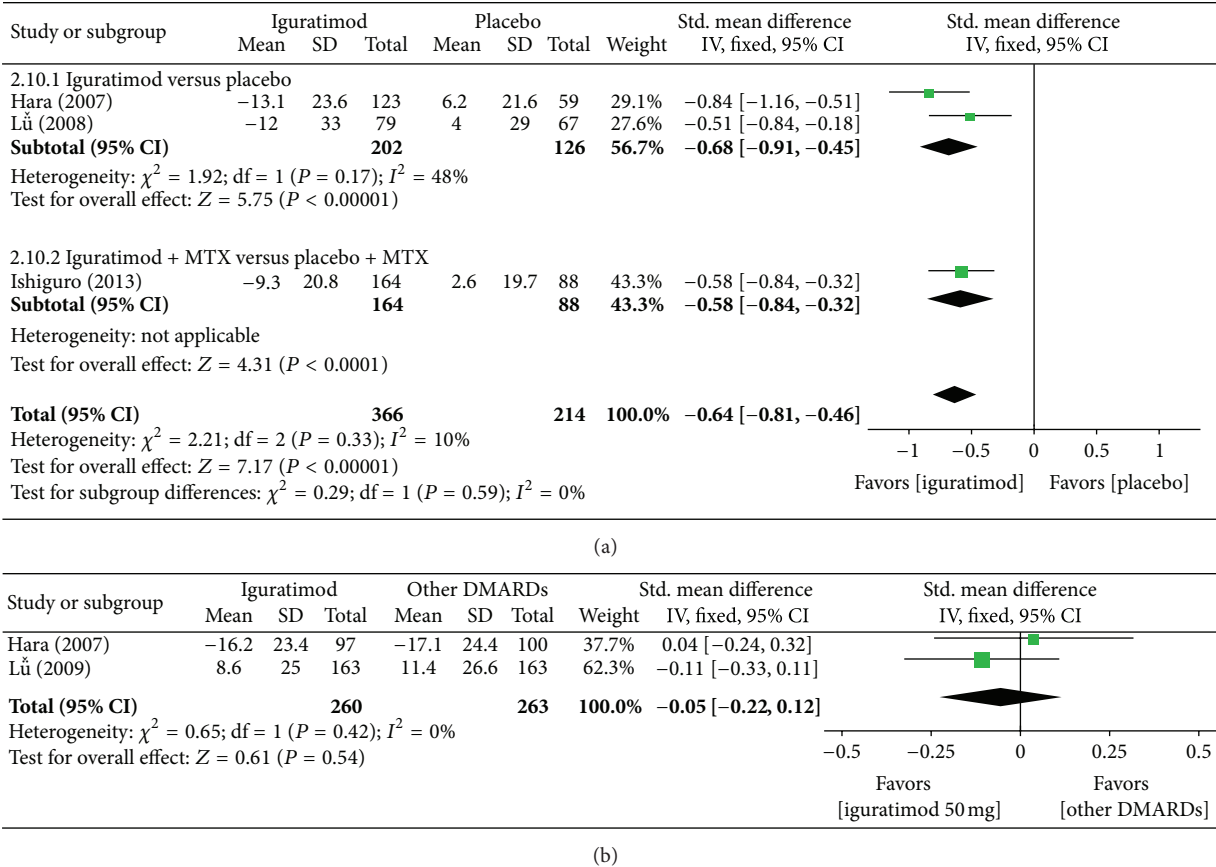 Study or subgroup Iguratimod Placebo Std. mean difference Std. mean difference
Mean SD Total Mean SD Total Weight IV, fixed, 95% CI IV, fixed, 95% CI
2.10.1 Iguratimod versus placebo
Hara (2007) −13.1 23.6 123 6.2 21.6 59 29.1% −0.84 [−1.16, −0.51]
Lǚ (2008) −12 33 79 4 29 67 27.6% −0.51 [−0.84, −0.18]
Subtotal (95% CI) 202 126 56.7% −0.68 [−0.91, −0.45]
Heterogeneity: χ² = 1.92; df = 1 (P = 0.17); I² = 48%
Test for overall effect: Z = 5.75 (P < 0.00001)
2.10.2 Iguratimod + MTX versus placebo + MTX
Ishiguro (2013) −9.3 20.8 164 2.6 19.7 88 43.3% −0.58 [−0.84, −0.32]
Subtotal (95% CI) 164 88 43.3% −0.58 [−0.84, −0.32]
Heterogeneity: not applicable
Test for overall effect: Z = 4.31 (P < 0.0001)
Total (95% CI) 366 214 100.0% −0.64 [−0.81, −0.46]
Heterogeneity: χ² = 2.21; df = 2 (P = 0.33); I² = 10%
Test for overall effect: Z = 7.17 (P < 0.00001)
Test for subgroup differences: χ² = 0.29; df = 1 (P = 0.59); I² = 0%
−1 −0.5 0 0.5 1
Favors [iguratimod] Favors [placebo]
(a)
Study or subgroup Iguratimod Other DMARDs Std. mean difference Std. mean difference
Mean SD Total Mean SD Total Weight IV, fixed, 95% CI IV, fixed, 95% CI
Hara (2007) −16.2 23.4 97 −17.1 24.4 100 37.7% 0.04 [−0.24, 0.32]
Lǚ (2009) 8.6 25 163 11.4 26.6 163 62.3% −0.11 [−0.33, 0.11]
Total (95% CI) 260 263 100.0% −0.05 [−0.22, 0.12]
Heterogeneity: χ² = 0.65; df = 1 (P = 0.42); I² = 0%
Test for overall effect: Z = 0.61 (P = 0.54)
−0.5 −0.25 0 0.25 0.5
Favors Favors
[iguratimod 50 mg] [other DMARDs]
(b)